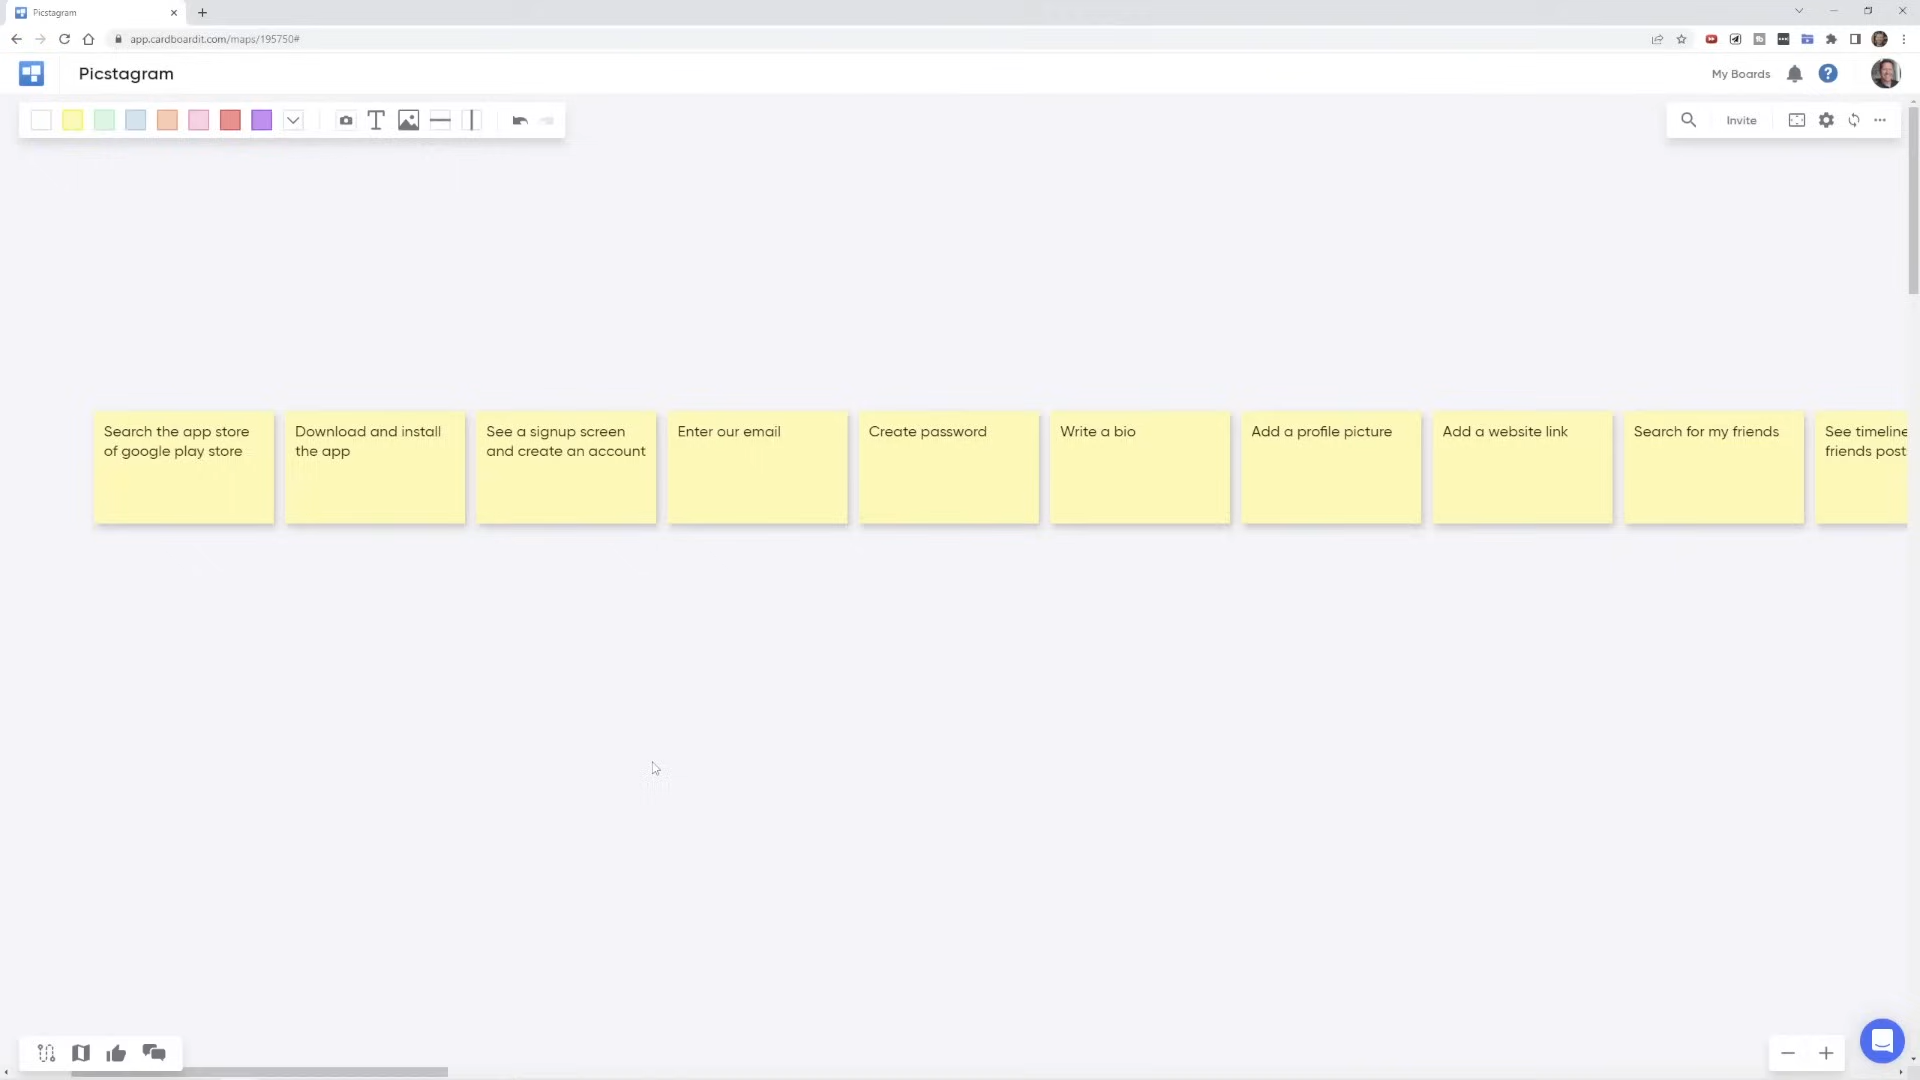 Picstagram
app.cardboardit.com/maps/195750#
Picstagram
My Boards
Invite
Search the app store
of google play store
Download and install
the app
See a signup screen
and create an account
Enter our email
Create password
Write a bio
Add a profile picture
Add a website link
Search for my friends
See timeline
friends post